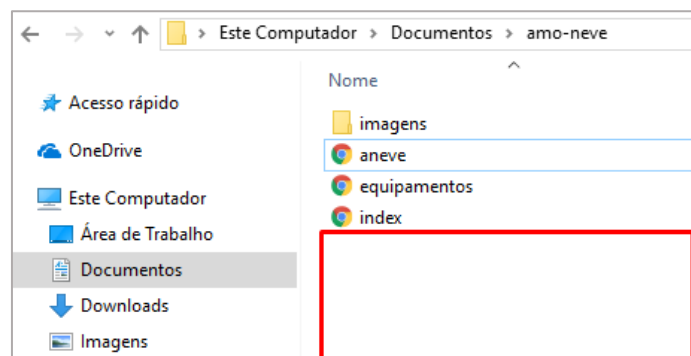 Este Computador > Documentos > amo-neve
Nome
Acesso rápido
imagens
OneDrive
aneve
equipamentos
Este Computador
index
Área de Trabalho
Documentos
Downloads
Imagens